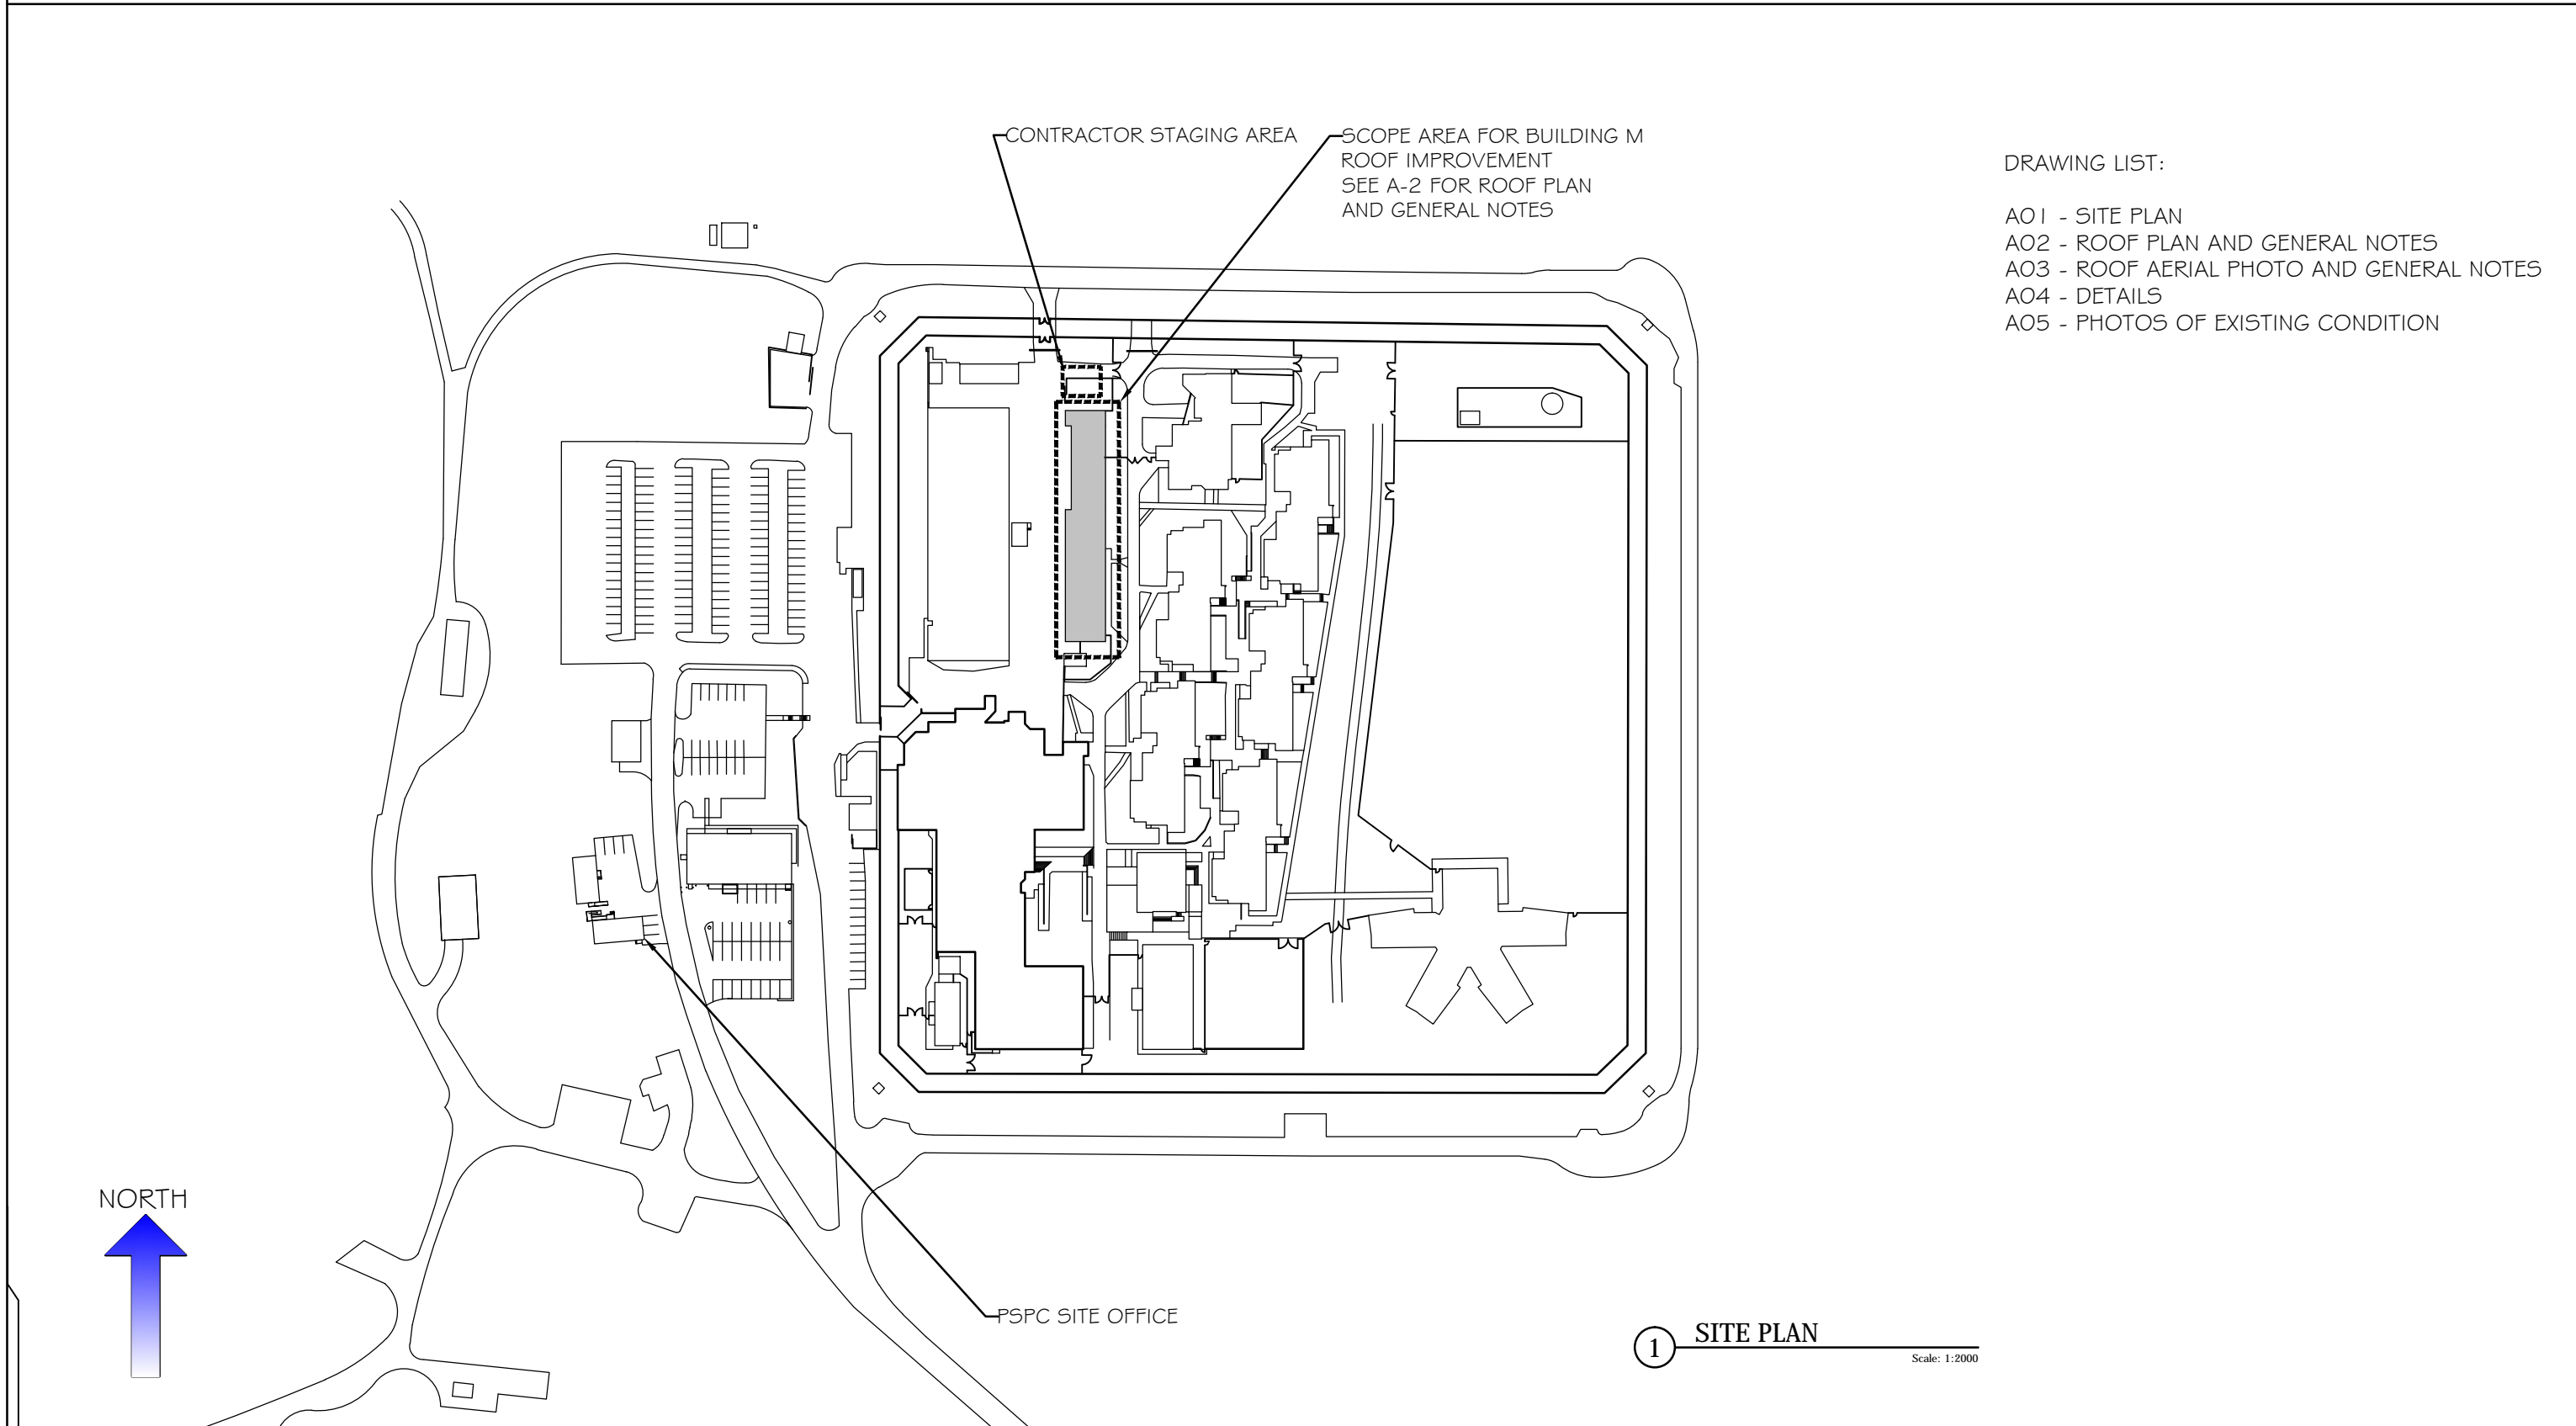 CONTRACTOR STAGING AREA
SCOPE AREA FOR BUILDING M
ROOF IMPROVEMENT
SEE A-2 FOR ROOF PLAN
AND GENERAL NOTES
DRAWING LIST:
A01 - SITE PLAN
A02 - ROOF PLAN AND GENERAL NOTES
A03 - ROOF AERIAL PHOTO AND GENERAL NOTES
A04 - DETAILS
A05 - PHOTOS OF EXISTING CONDITION
NORTH
PSPC SITE OFFICE
1 SITE PLAN
Scale: 1:2000